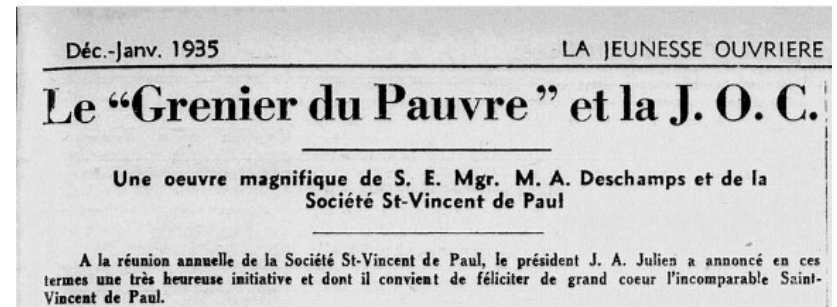 Déc.-Janv. 1935 LA JEUNESSE OUVRIERE
Le “Grenier du Pauvre” et la J. O. C.
Une oeuvre magnifique de S. E. Mgr. M. A. Deschamps et de la
Société St-Vincent de Paul
A la réunion annuelle de la Société St-Vincent de Paul, le président J. A. Julien a annoncé en ces
termes une très heureuse initiative et dont il convient de féliciter de grand coeur l'incomparable Saint-
Vincent de Paul.